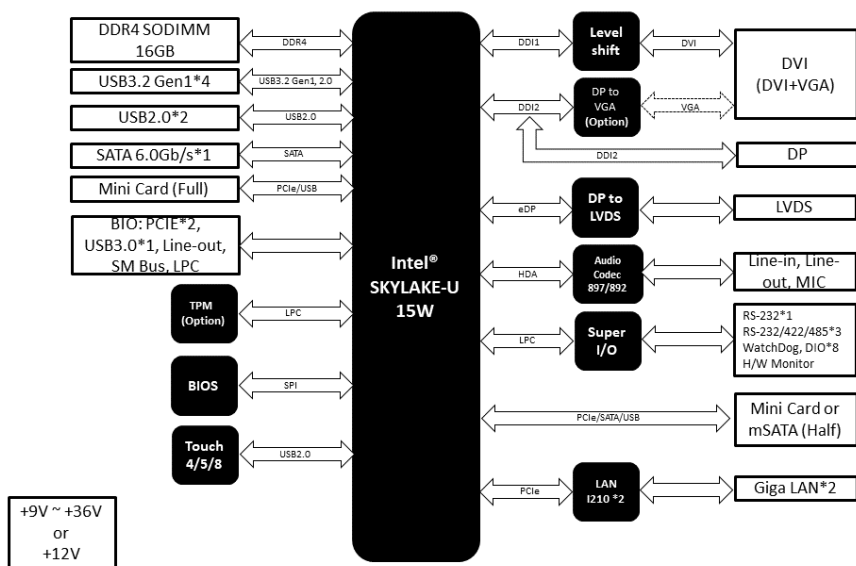 DDR4 SODIMM
16GB
DDR4
USB3.2 Gen1*4
USB3.2 Gen1, 2.0
USB2.0*2
USB2.0
SATA 6.0Gb/s*1
SATA
Mini Card (Full)
PCIe/USB
BIO: PCIE*2,
USB3.0*1, Line-out,
SM Bus, LPC
TPM
(Option)
LPC
BIOS
SPI
Touch
4/5/8
USB2.0
+9V ~ +36V
or
+12V
Intel®
SKYLAKE-U
15W
DDI1
Level
shift
DVI
DVI
(DVI+VGA)
DDI2
DP to
VGA
(Option)
VGA
DDI2
DP
eDP
DP to
LVDS
LVDS
HDA
Audio
Codec
897/892
Line-in, Line-
out, MIC
LPC
Super
I/O
RS-232*1
RS-232/422/485*3
WatchDog, DIO*8
H/W Monitor
PCIe/SATA/USB
Mini Card or
mSATA (Half)
PCIe
LAN
I210 *2
Giga LAN*2